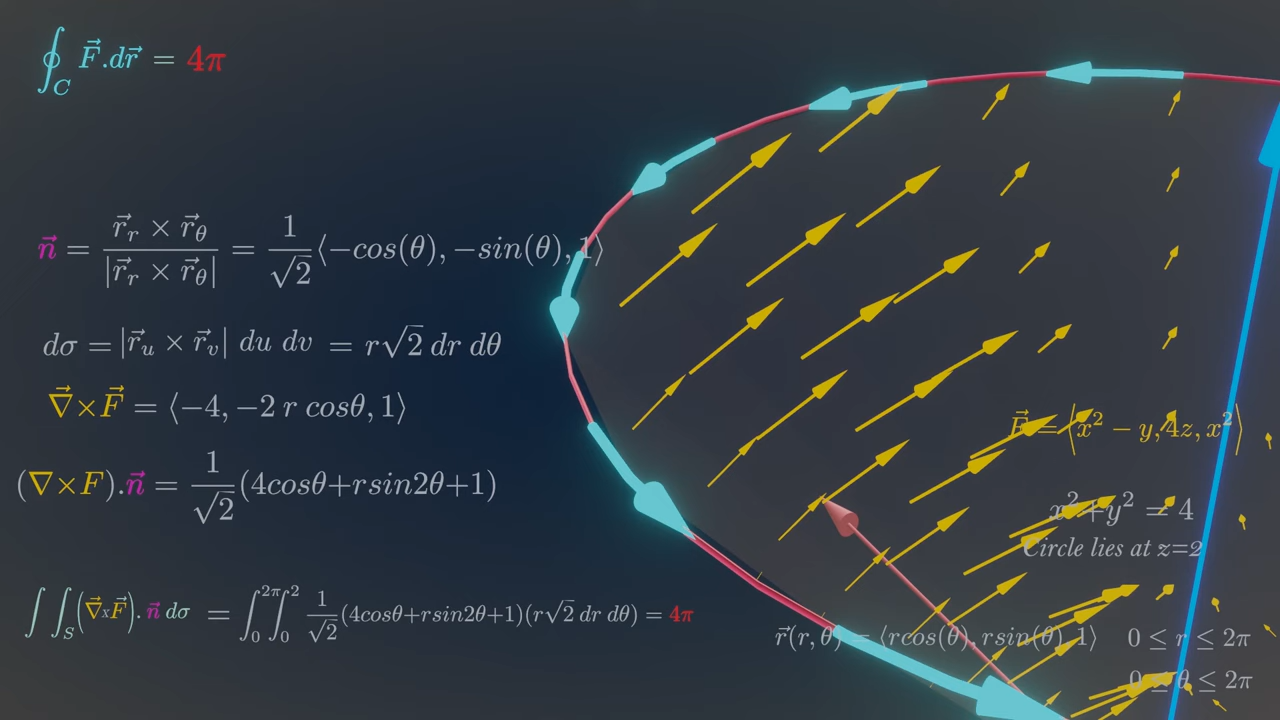 ∮_C F⃗.dr⃗ = 4π
n⃗ = (r⃗_r × r⃗_θ)/|r⃗_r × r⃗_θ| = 1/√2 ⟨−cos(θ), −sin(θ), 1⟩
dσ = |r⃗_u × r⃗_v| du dv = r√2 dr dθ
∇⃗×F⃗ = ⟨−4, −2 r cosθ, 1⟩
(∇×F).n⃗ = 1/√2 (4cosθ+rsin2θ+1)
∫∫_S (∇⃗xF⃗). n⃗ dσ = ∫_0^{2π} ∫_0^2 1/√2 (4cosθ+rsin2θ+1)(r√2 dr dθ) = 4π
F⃗ = ⟨x² − y, 4z, x²⟩
x²+y² = 4
Circle lies at z=2
r⃗(r, θ) = ⟨rcos(θ), rsin(θ), 1⟩ 0 ≤ r ≤ 2π
0 ≤ θ ≤ 2π